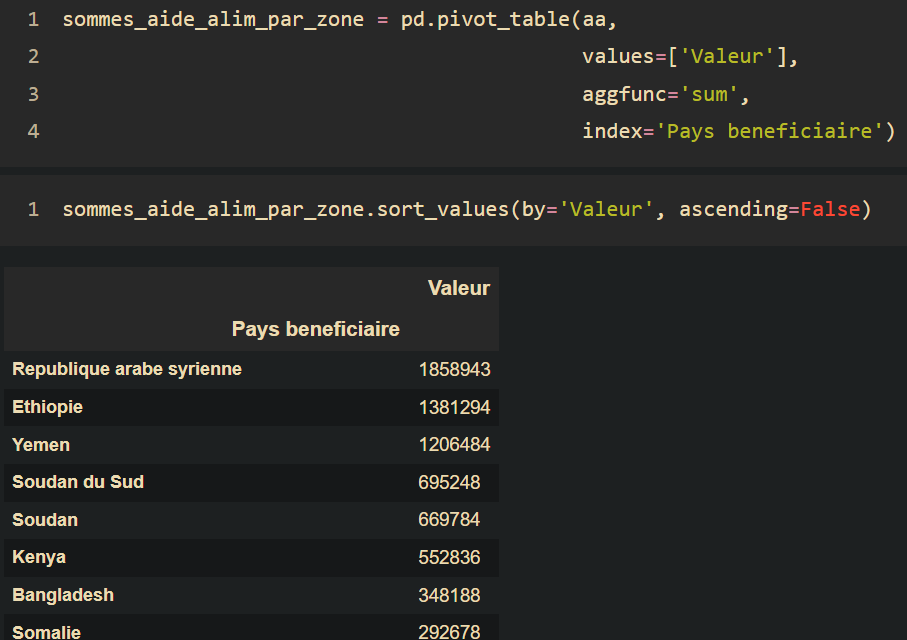 1 sommes_aide_alim_par_zone = pd.pivot_table(aa,
2 values=['Valeur'],
3 aggfunc='sum',
4 index='Pays beneficiaire')
1 sommes_aide_alim_par_zone.sort_values(by='Valeur', ascending=False)
Valeur
Pays beneficiaire
Republique arabe syrienne 1858943
Ethiopie 1381294
Yemen 1206484
Soudan du Sud 695248
Soudan 669784
Kenya 552836
Bangladesh 348188
Somalie 292678